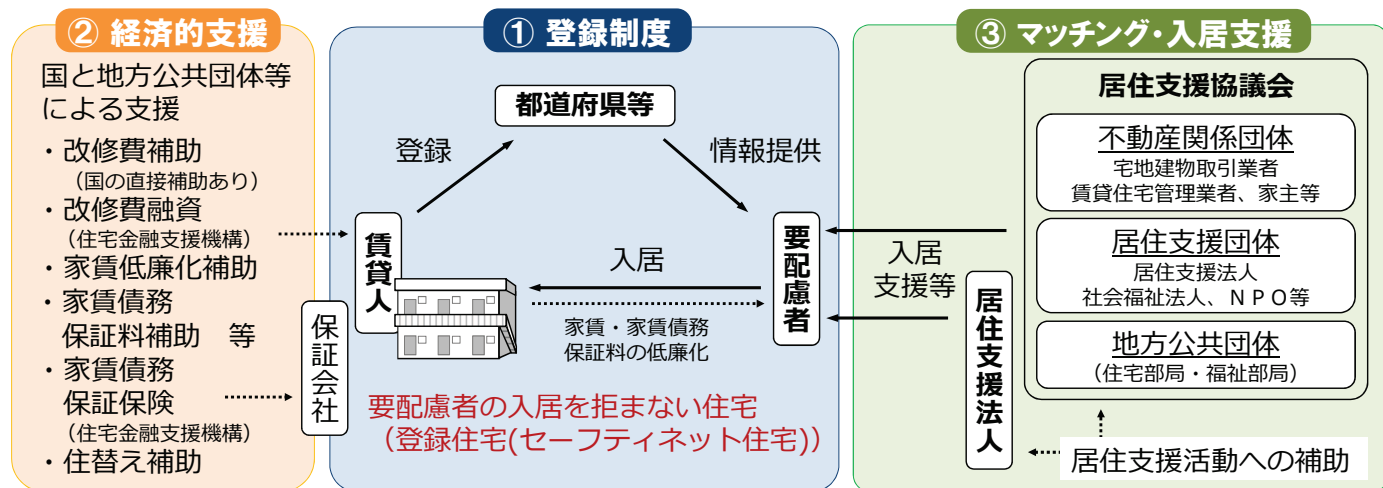 ② 経済的支援
国と地方公共団体等
による支援
・改修費補助
（国の直接補助あり）
・改修費融資
（住宅金融支援機構）
・家賃低廉化補助
・家賃債務
保証料補助　等
・家賃債務
保証保険
（住宅金融支援機構）
・住替え補助
① 登録制度
都道府県等
登録
情報提供
賃貸人
要配慮者
入居
家賃・家賃債務
保証料の低廉化
保証会社
要配慮者の入居を拒まない住宅
（登録住宅(セーフティネット住宅)）
③ マッチング・入居支援
居住支援協議会
不動産関係団体
宅地建物取引業者
賃貸住宅管理業者、家主等
居住支援団体
居住支援法人
社会福祉法人、ＮＰＯ等
地方公共団体
（住宅部局・福祉部局）
入居
支援等
居住支援法人
居住支援活動への補助